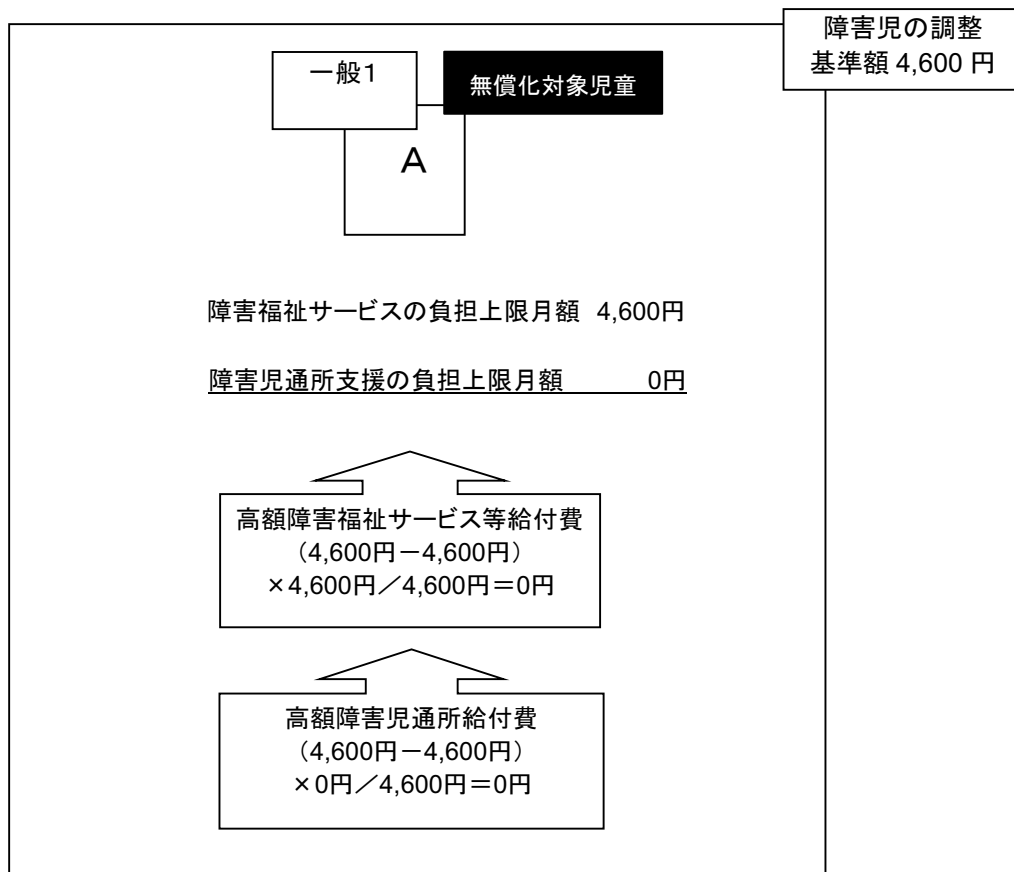 障害児の調整
基準額 4,600 円
一般1
無償化対象児童
A
障害福祉サービスの負担上限月額 4,600円
障害児通所支援の負担上限月額 0円
高額障害福祉サービス等給付費
（4,600円－4,600円）
×4,600円／4,600円＝0円
高額障害児通所給付費
（4,600円－4,600円）
×0円／4,600円＝0円